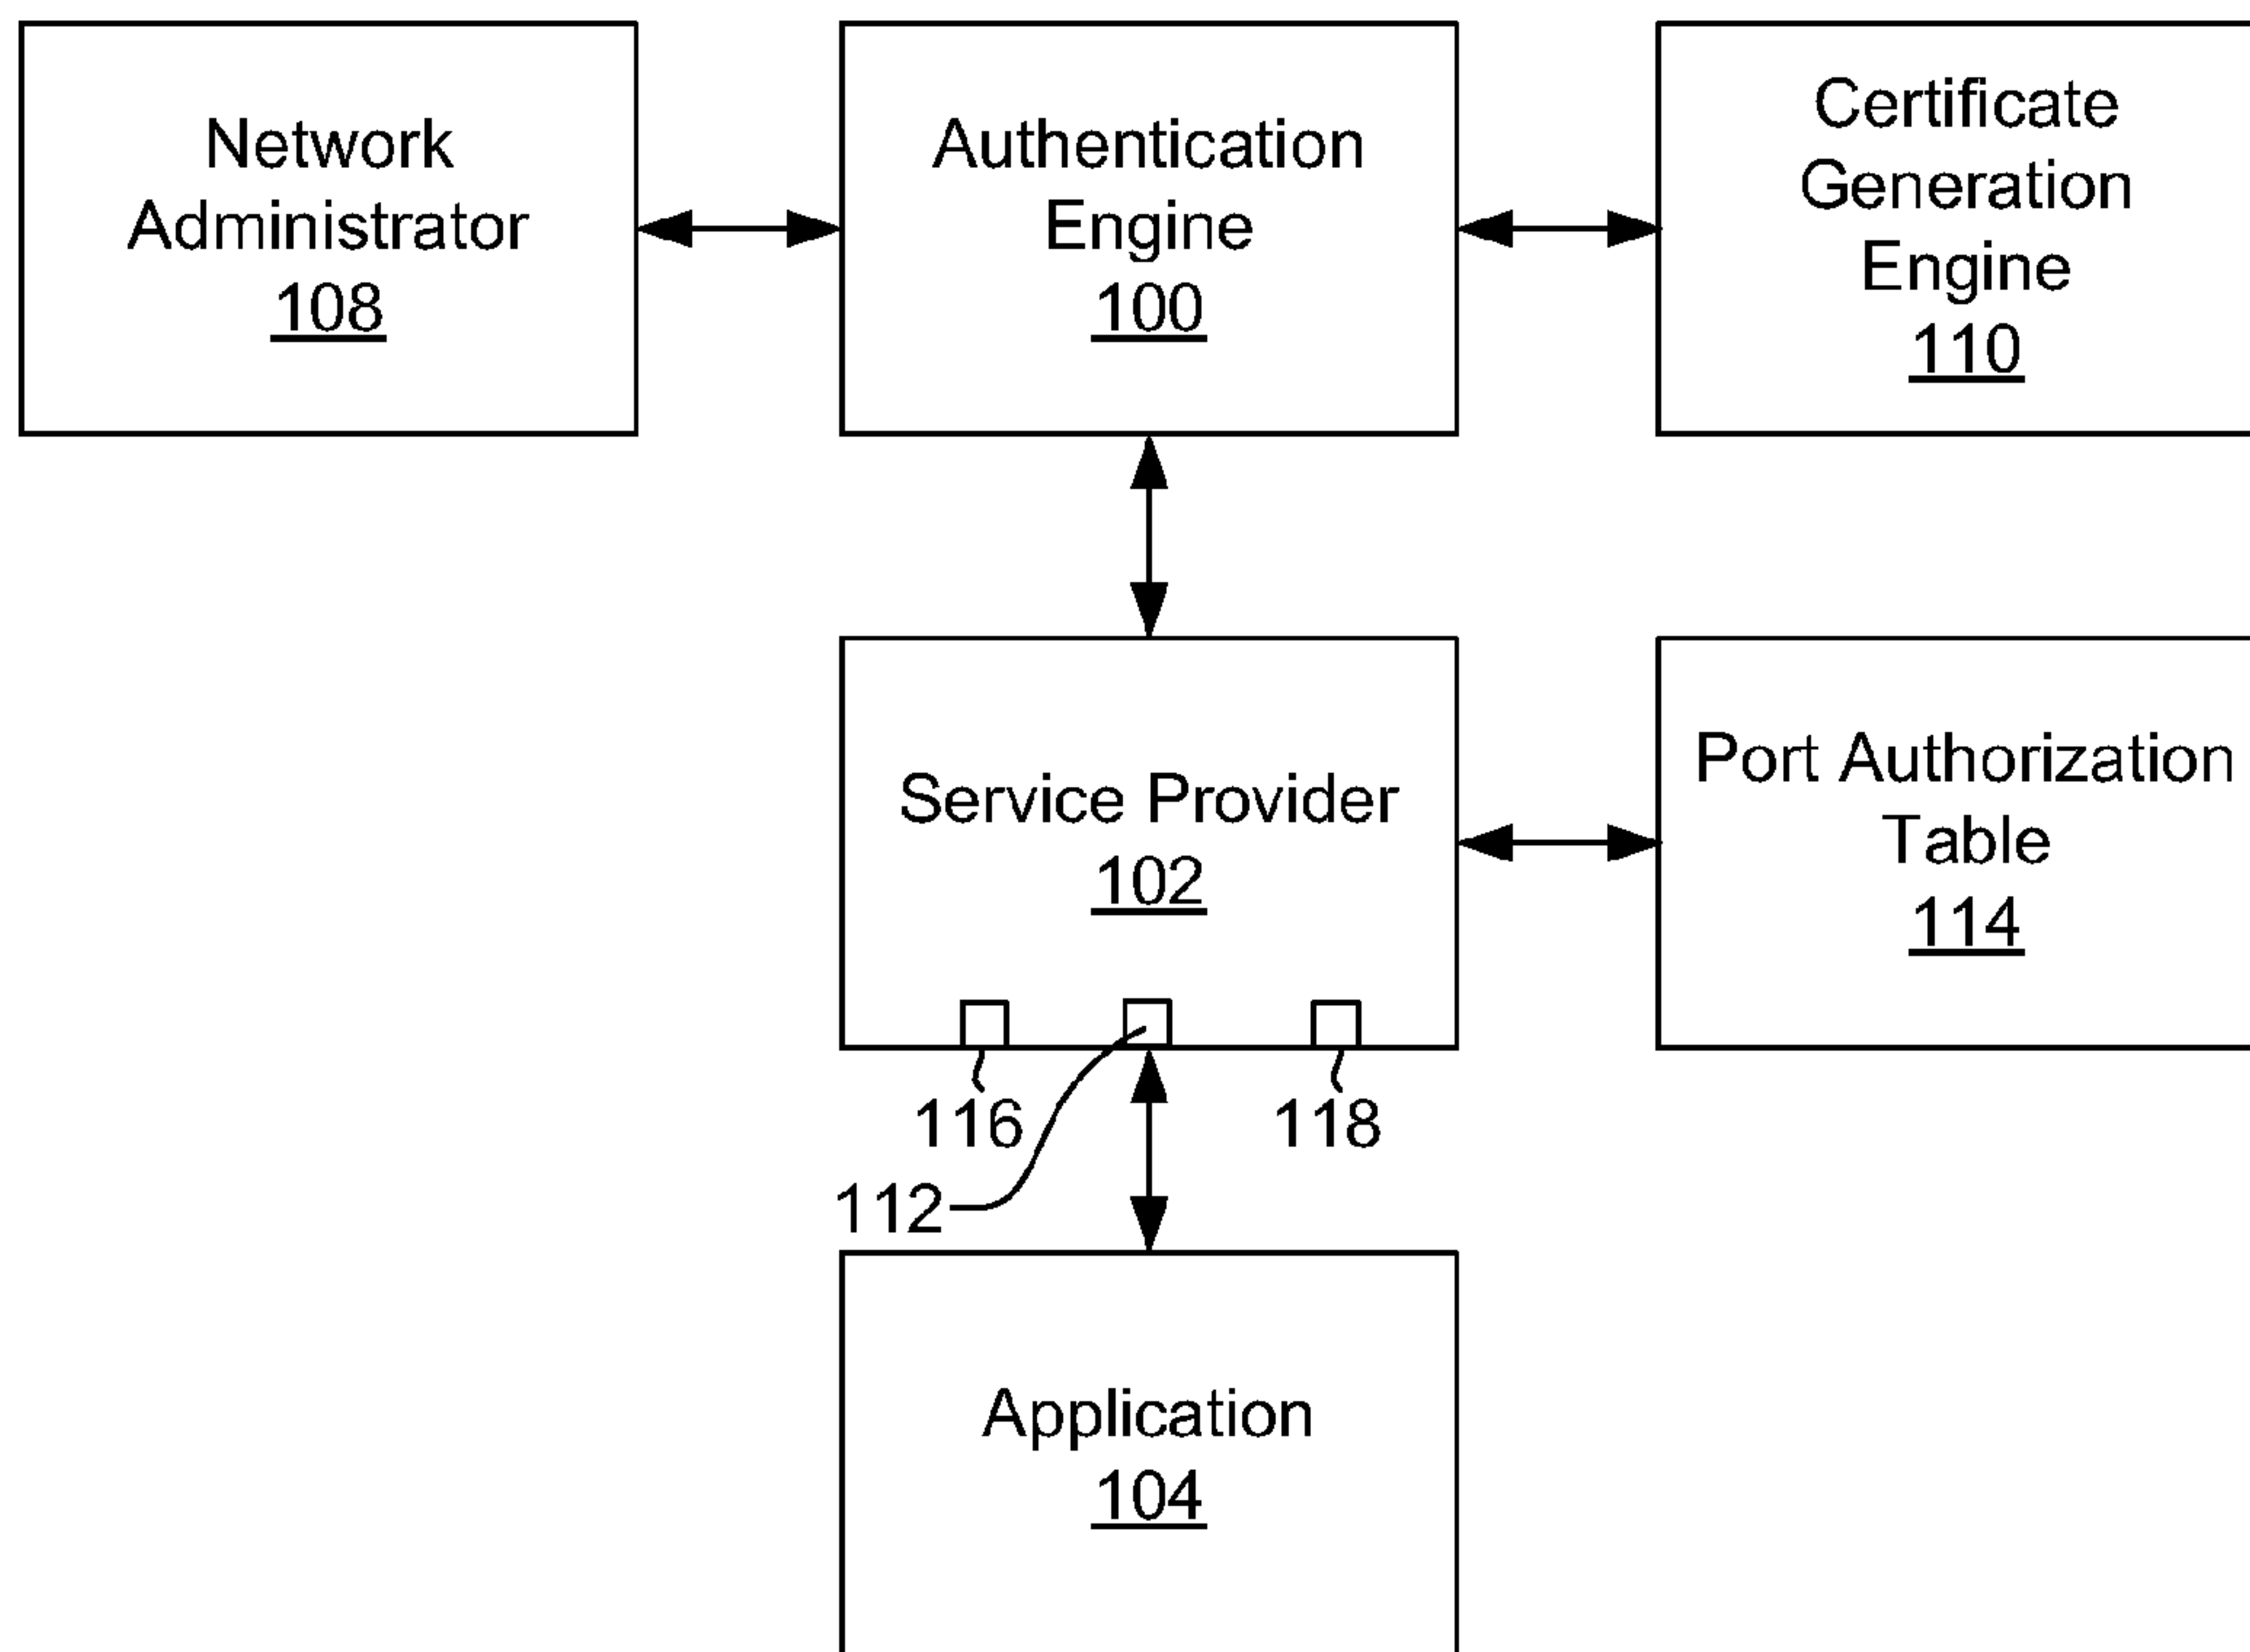 Network
Administrator
108
Authentication
Engine
100
Certificate
Generation
Engine
110
Service Provider
102
Port Authorization
Table
114
116
118
112
Application
104